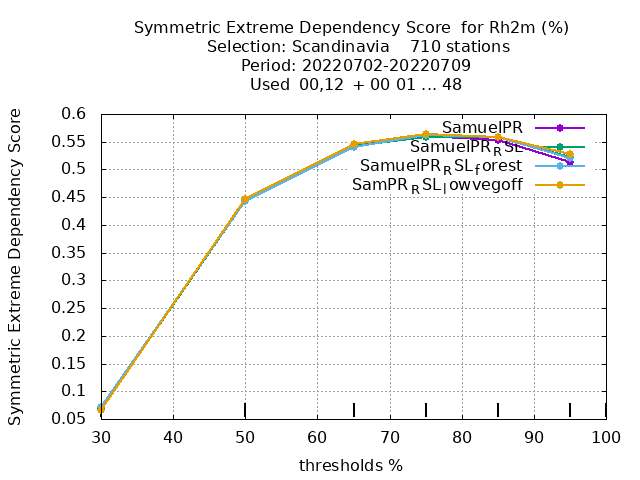 Symmetric Extreme Dependency Score for Rh2m (%)
Selection: Scandinavia 710 stations
Period: 20220702-20220709
Used 00,12 + 00 01 ... 48
Symmetric Extreme Dependency Score
0.6
0.55
0.5
0.45
0.4
0.35
0.3
0.25
0.2
0.15
0.1
0.05
SamuelPR
SamuelPR_RSL
SamuelPR_RSL_forest
SamPR_RSL_lowvegoff
30 40 50 60 70 80 90 100
thresholds %